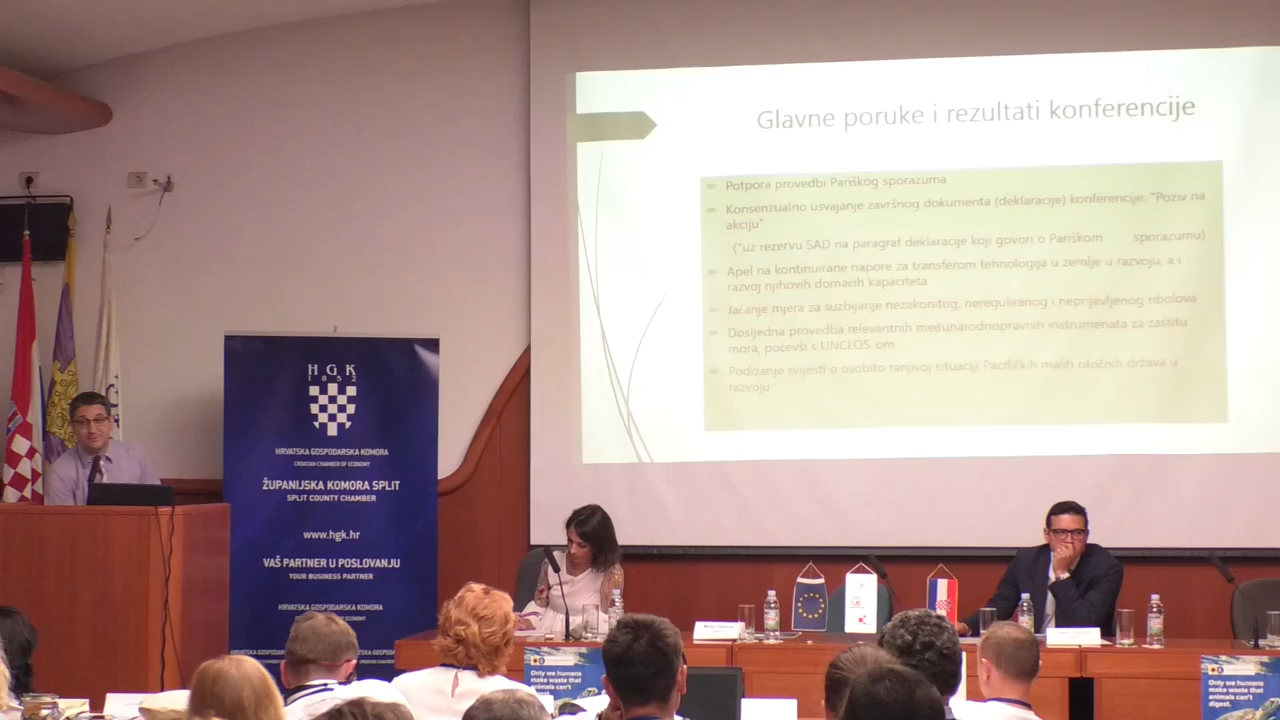 Glavne poruke i rezultati konferencije
Potpora provedbi Pariškog sporazuma
Konsenzualno usvajanje završnog dokumenta (deklaracije) konferencije: "Poziv na
akciju"
("uz rezervu SAD na paragraf deklaracije koji govori o Pariškom sporazumu)
Apel na kontinuirane napore za transferom tehnologija u zemlje u razvoju, a i
razvoj njihovih domaćih kapaciteta
Jačanje mjera za suzbijanje nezakonitog, nereguliranog i neprijavljenog ribolova
Dosljedna provedba relevantnih međunarodnopravnih instrumenata za zaštitu
mora, počevši s UNCLOS om
Podizanje svijesti o osobito ranjivoj situaciji Pacifičkih malih otočnih država u
razvoju
HGK
1852
HRVATSKA GOSPODARSKA KOMORA
CROATIAN CHAMBER OF ECONOMY
ŽUPANIJSKA KOMORA SPLIT
SPLIT COUNTY CHAMBER
www.hgk.hr
VAŠ PARTNER U POSLOVANJU
YOUR BUSINESS PARTNER
HRVATSKA GOSPODARSKA KOMORA
OF ECONOMY
Only we humans
make waste that
animals can't
Only we humans
make waste that
animals can't
digest.